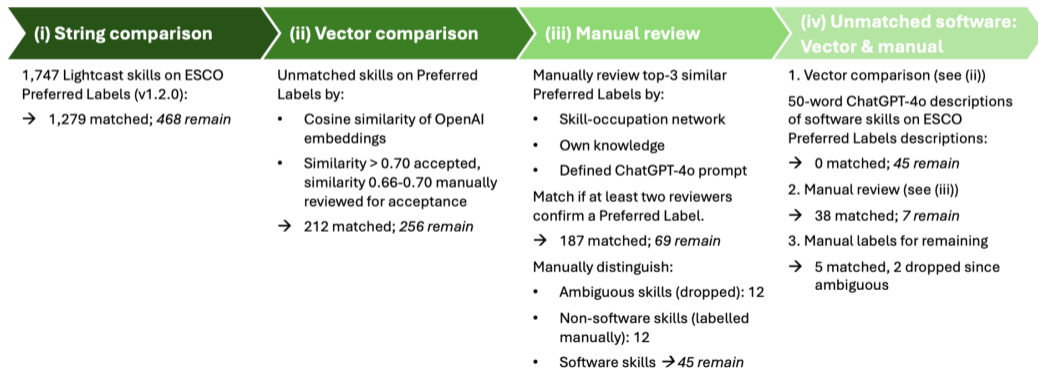 (i) String comparison
1,747 Lightcast skills on ESCO
Preferred Labels (v1.2.0):
→ 1,279 matched; 468 remain
(ii) Vector comparison
Unmatched skills on Preferred
Labels by:
• Cosine similarity of OpenAI
embeddings
• Similarity > 0.70 accepted,
similarity 0.66-0.70 manually
reviewed for acceptance
→ 212 matched; 256 remain
(iii) Manual review
Manually review top-3 similar
Preferred Labels by:
• Skill-occupation network
• Own knowledge
• Defined ChatGPT-4o prompt
Match if at least two reviewers
confirm a Preferred Label.
→ 187 matched; 69 remain
Manually distinguish:
• Ambiguous skills (dropped): 12
• Non-software skills (labelled
manually): 12
• Software skills → 45 remain
(iv) Unmatched software:
Vector & manual
1. Vector comparison (see (ii))
50-word ChatGPT-4o descriptions
of software skills on ESCO
Preferred Labels descriptions:
→ 0 matched; 45 remain
2. Manual review (see (iii))
→ 38 matched; 7 remain
3. Manual labels for remaining
→ 5 matched, 2 dropped since
ambiguous